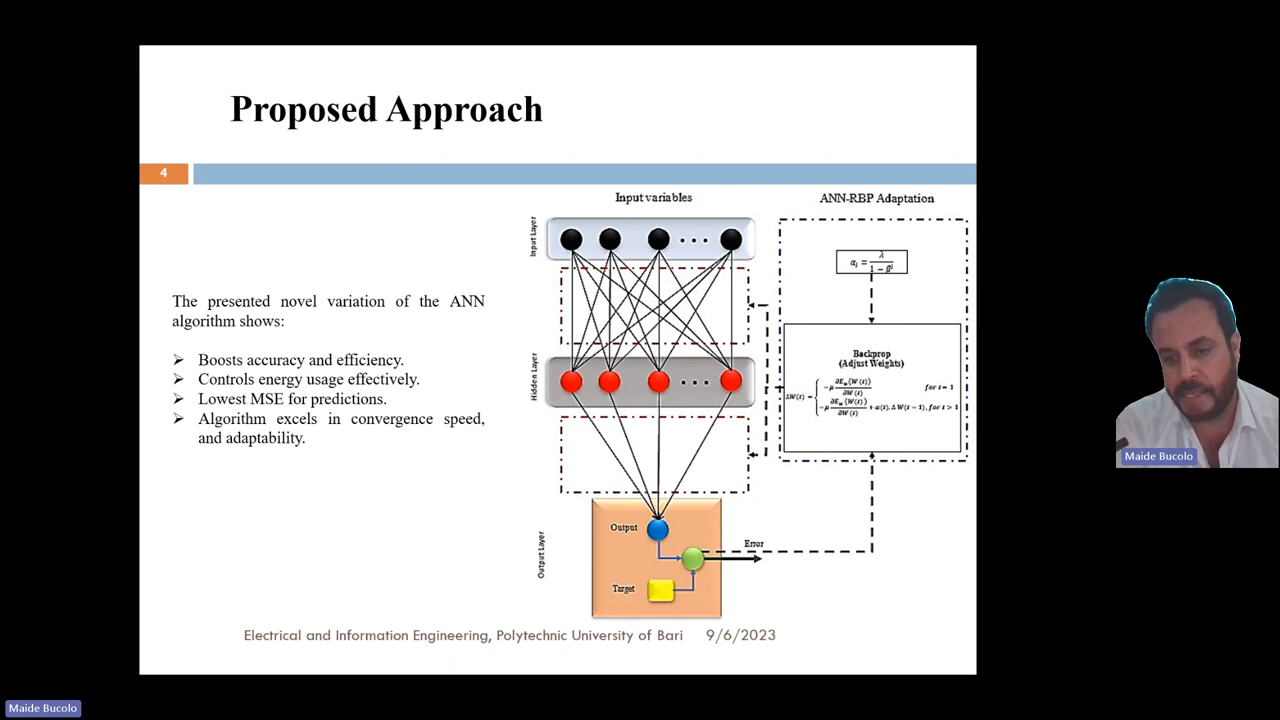 Proposed Approach
4
The presented novel variation of the ANN
algorithm shows:
➢ Boosts accuracy and efficiency.
➢ Controls energy usage effectively.
➢ Lowest MSE for predictions.
➢ Algorithm excels in convergence speed,
and adaptability.
Input variables
ANN-RBP Adaptation
Input Layer
Hidden Layer
Output Layer
Backprop
(Adjust Weights)
for t = 1
, for t > 1
Output
Target
Error
Electrical and Information Engineering, Polytechnic University of Bari 9/6/2023
Maide Bucolo
Maide Bucolo